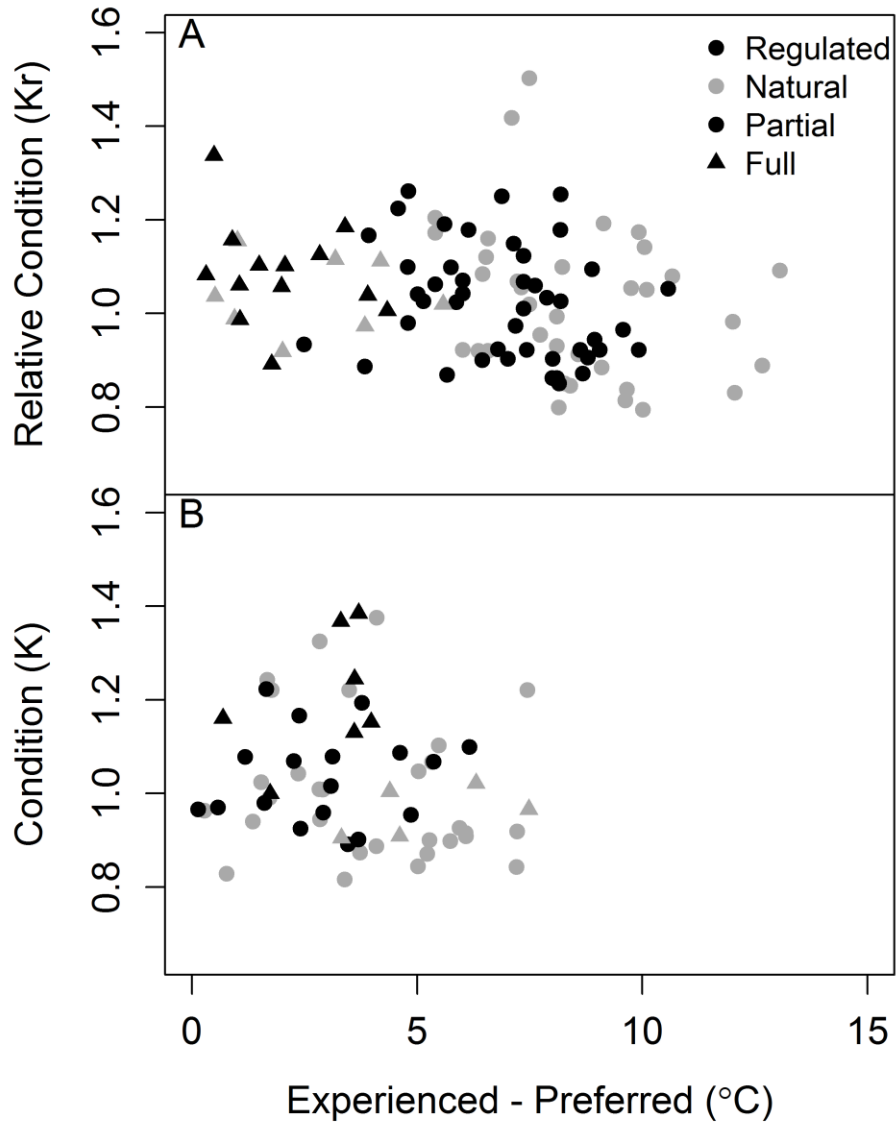 A
Regulated
Natural
Partial
Full
Relative Condition (Kr)
1.6
1.4
1.2
1.0
0.8
B
Condition (K)
1.6
1.4
1.2
1.0
0.8
0 5 10 15
Experienced - Preferred (°C)